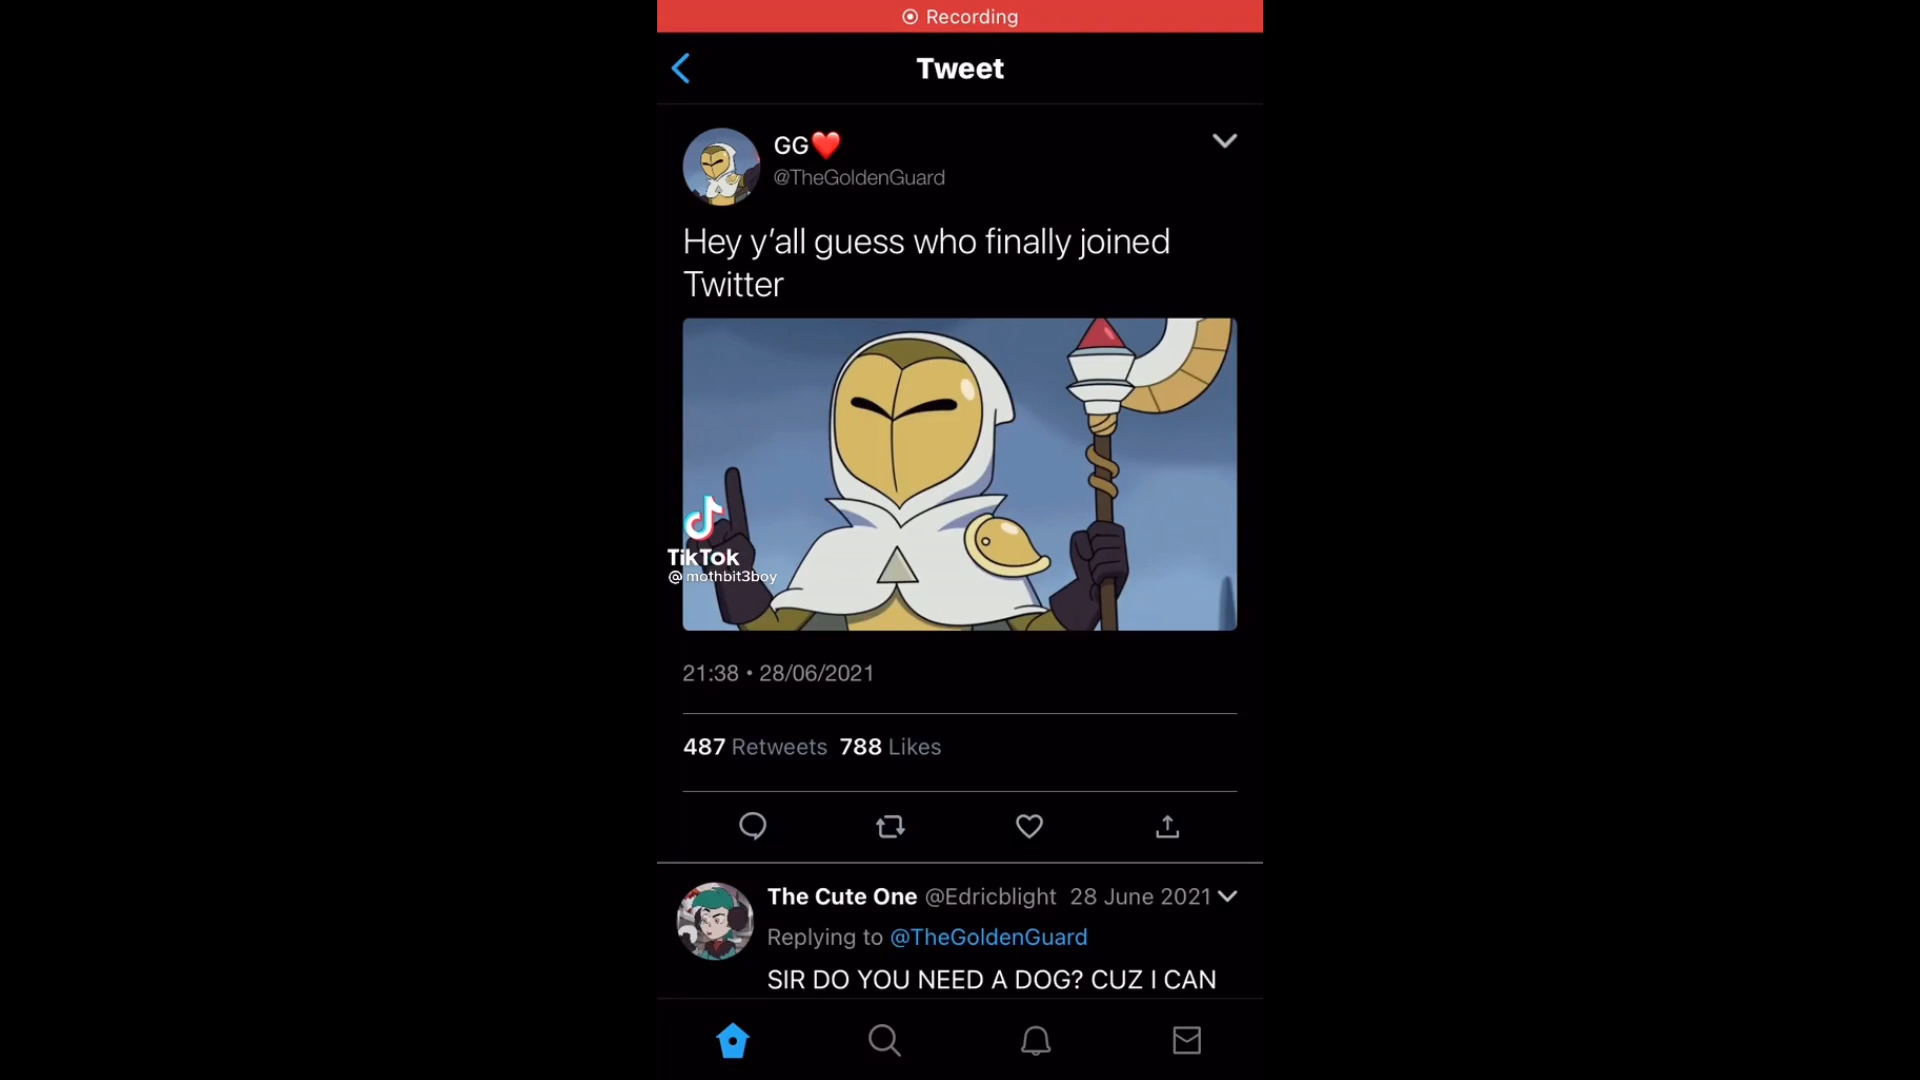 Recording
Tweet
GG❤️
@TheGoldenGuard
Hey y’all guess who finally joined
Twitter
TikTok
@mothbit3boy
21:38 • 28/06/2021
487 Retweets 788 Likes
The Cute One @Edricblight 28 June 2021
Replying to @TheGoldenGuard
SIR DO YOU NEED A DOG? CUZ I CAN